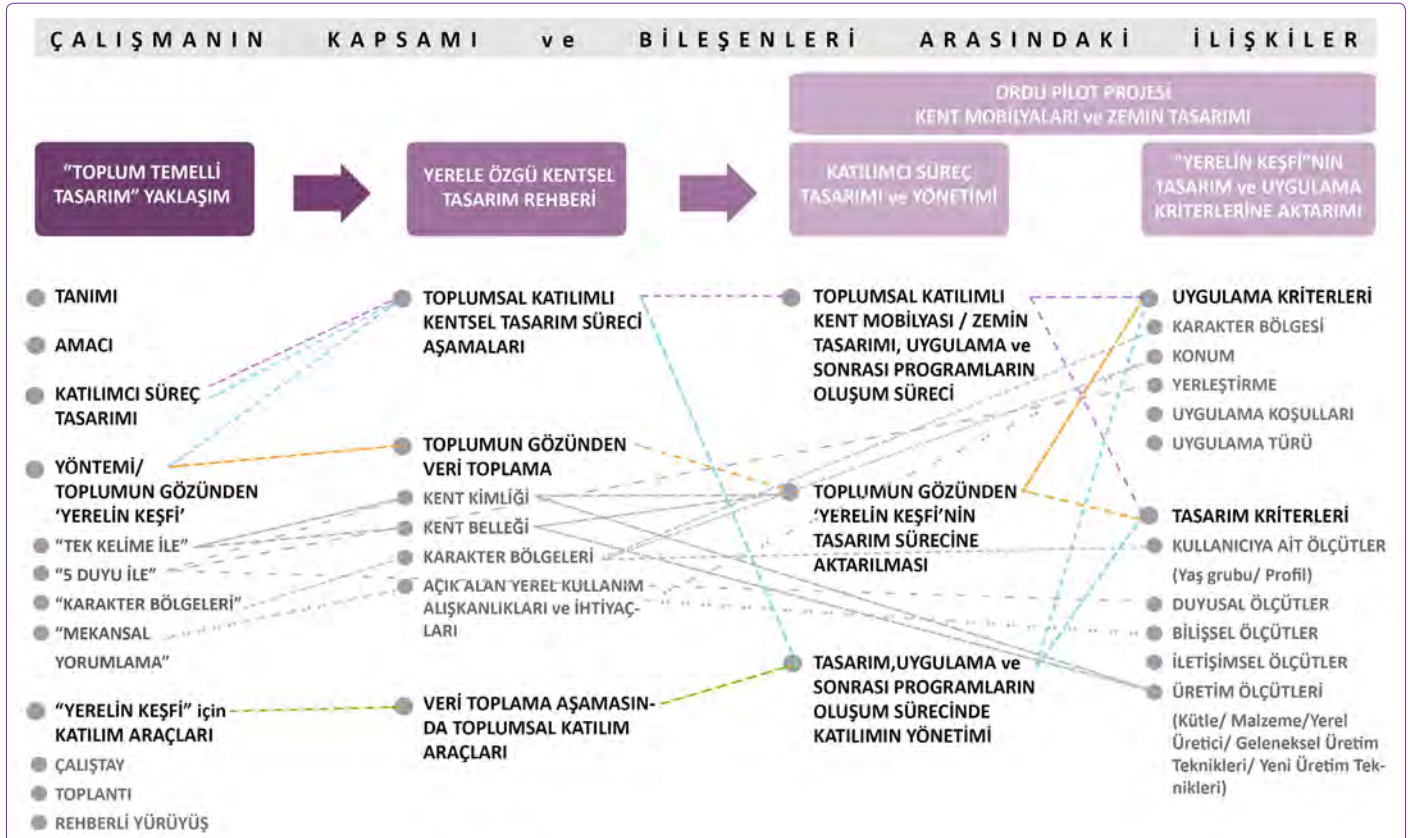 ÇALIŞMANIN KAPSAMI ve BİLEŞENLERİ ARASINDAKİ İLİŞKİLER
ORDU PİLOT PROJESİ
KENT MOBİLYALARI ve ZEMİN TASARIMI
"TOPLUM TEMELLİ
TASARIM" YAKLAŞIM
YERELE ÖZGÜ KENTSEL
TASARIM REHBERİ
KATILIMCI SÜREÇ
TASARIMI ve YÖNETİMİ
"YERELİN KEŞFİ"NİN
TASARIM ve UYGULAMA
KRİTERLERİNE AKTARIMI
TANIMI
AMACI
KATILIMCI SÜREÇ
TASARIMI
YÖNTEMİ/
TOPLUMUN GÖZÜNDEN
'YERELİN KEŞFİ'
"TEK KELİME İLE"
"5 DUYU İLE"
"KARAKTER BÖLGELERİ"
"MEKANSAL
YORUMLAMA"
"YERELİN KEŞFİ" için
KATILIM ARAÇLARI
ÇALIŞTAY
TOPLANTI
REHBERLİ YÜRÜYÜŞ
TOPLUMSAL KATILIMLI
KENTSEL TASARIM SÜRECİ
AŞAMALARI
TOPLUMUN GÖZÜNDEN
VERİ TOPLAMA
KENT KİMLİĞİ
KENT BELLEĞİ
KARAKTER BÖLGELERİ
AÇIK ALAN YEREL KULLANIM
ALIŞKANLIKLARI ve İHTİYAÇ-
LARI
VERİ TOPLAMA AŞAMASIN-
DA TOPLUMSAL KATILIM
ARAÇLARI
TOPLUMSAL KATILIMLI
KENT MOBİLYASI / ZEMİN
TASARIMI, UYGULAMA ve
SONRASI PROGRAMLARIN
OLUŞUM SÜRECİ
TOPLUMUN GÖZÜNDEN
'YERELİN KEŞFİ'NİN
TASARIM SÜRECİNE
AKTARILMASI
TASARIM,UYGULAMA ve
SONRASI PROGRAMLARIN
OLUŞUM SÜRECİNDE
KATILIMIN YÖNETİMİ
UYGULAMA KRİTERLERİ
KARAKTER BÖLGESİ
KONUM
YERLEŞTİRME
UYGULAMA KOŞULLARI
UYGULAMA TÜRÜ
TASARIM KRİTERLERİ
KULLANICIYA AİT ÖLÇÜTLER
(Yaş grubu/ Profil)
DUYUSAL ÖLÇÜTLER
BİLİŞSEL ÖLÇÜTLER
İLETİŞİMSEL ÖLÇÜTLER
ÜRETİM ÖLÇÜTLERİ
(Kütle/ Malzeme/Yerel
Üretici/ Geleneksel Üretim
Teknikleri/ Yeni Üretim Tek-
nikleri)